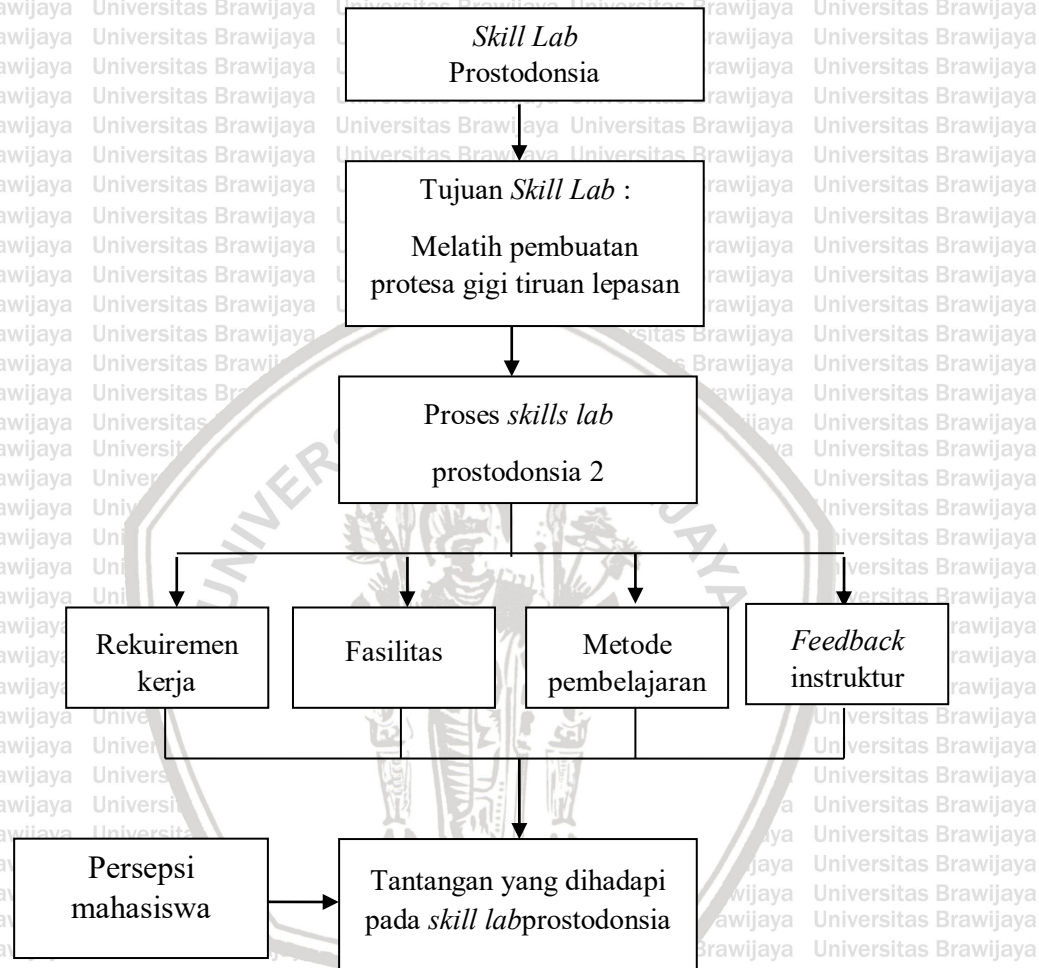 Skill Lab
Prostodonsia
Tujuan Skill Lab :
Melatih pembuatan
protesa gigi tiruan lepasan
Proses skills lab
prostodonsia 2
Rekuiremen
kerja
Fasilitas
Metode
pembelajaran
Feedback
instruktur
Persepsi
mahasiswa
Tantangan yang dihadapi
pada skill labprostodonsia